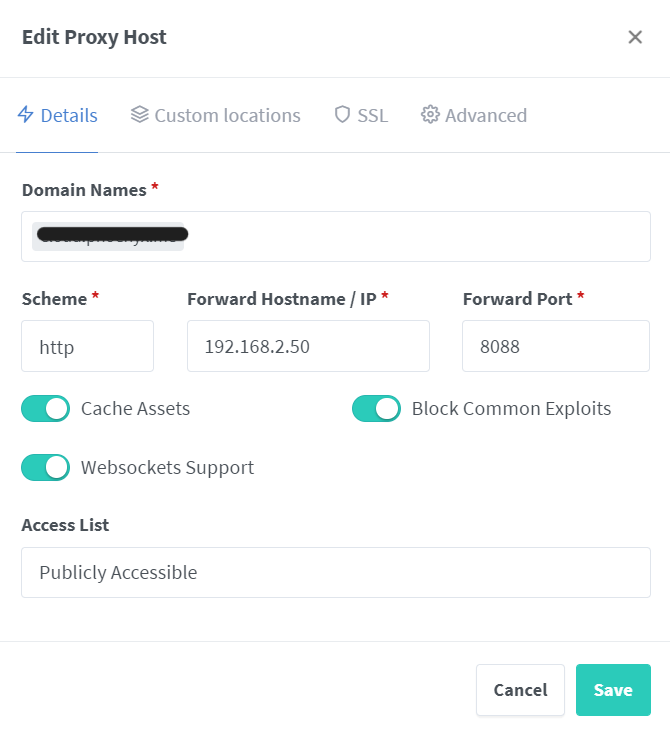 Edit Proxy Host
Details Custom locations SSL Advanced
Domain Names *
Scheme * Forward Hostname / IP * Forward Port *
http 192.168.2.50 8088
Cache Assets Block Common Exploits
Websockets Support
Access List
Publicly Accessible
Cancel Save